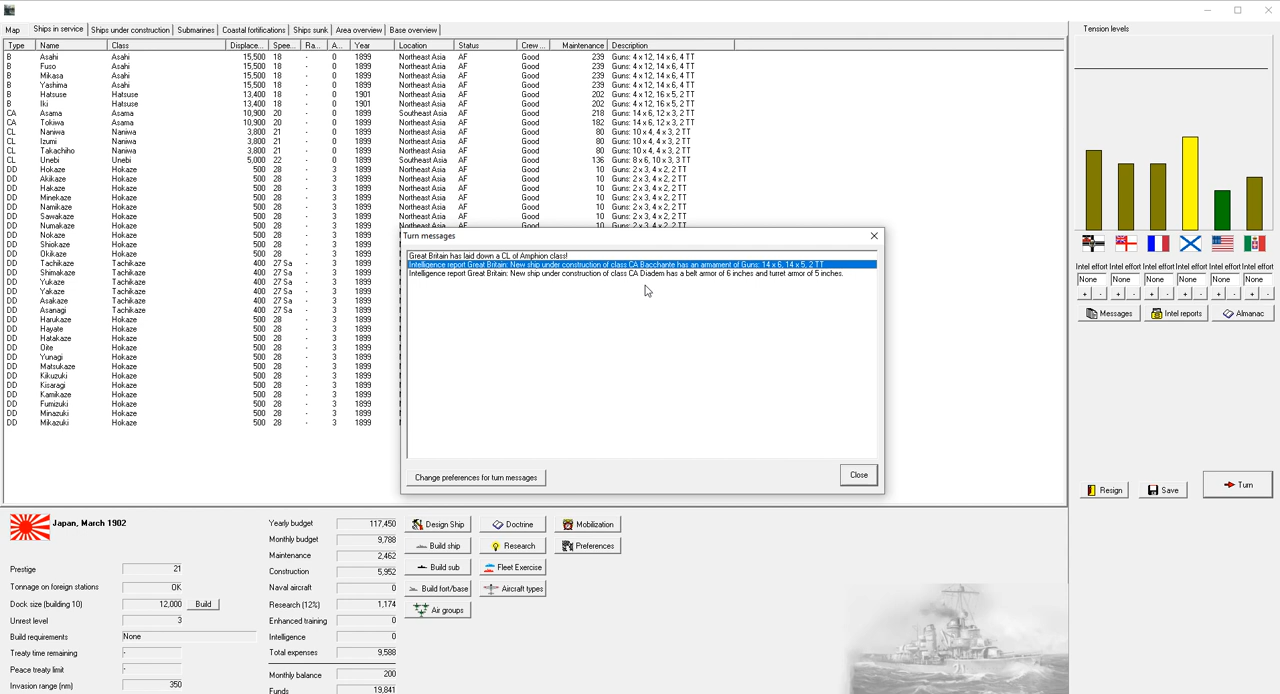 Map Ships in service Ships under construction Submarines Coastal fortifications Ships sunk Area overview Base overview
Type Name Class Displace... Spee... Ra... A... Year Location Status Crew ... Maintenance Description
B Asahi Asahi 15,500 18 - 0 1899 Northeast Asia AF Good 239 Guns: 4 x 12, 14 x 6, 4 TT
B Fuso Asahi 15,500 18 - 0 1899 Northeast Asia AF Good 239 Guns: 4 x 12, 14 x 6, 4 TT
B Mikasa Asahi 15,500 18 - 0 1899 Northeast Asia AF Good 239 Guns: 4 x 12, 14 x 6, 4 TT
B Yashima Asahi 15,500 18 - 0 1899 Northeast Asia AF Good 239 Guns: 4 x 12, 14 x 6, 4 TT
B Hatsuse Hatsuse 13,400 18 - 0 1901 Northeast Asia AF Good 202 Guns: 4 x 12, 16 x 5, 2 TT
B Iki Hatsuse 13,400 18 - 0 1901 Northeast Asia AF Good 202 Guns: 4 x 12, 16 x 5, 2 TT
CA Asama Asama 10,900 20 - 0 1899 Southeast Asia AF Good 218 Guns: 14 x 6, 12 x 3, 2 TT
CA Tokiwa Asama 10,900 20 - 0 1899 Northeast Asia AF Good 182 Guns: 14 x 6, 12 x 3, 2 TT
CL Naniwa Naniwa 3,800 21 - 0 1899 Northeast Asia AF Good 80 Guns: 10 x 4, 4 x 3, 2 TT
CL Izumi Naniwa 3,800 21 - 0 1899 Northeast Asia AF Good 80 Guns: 10 x 4, 4 x 3, 2 TT
CL Takachiho Naniwa 3,800 21 - 0 1899 Northeast Asia AF Good 80 Guns: 10 x 4, 4 x 3, 2 TT
CL Unebi Unebi 5,000 22 - 0 1899 Southeast Asia AF Good 136 Guns: 8 x 6, 10 x 3, 3 TT
DD Hokaze Hokaze 500 28 - 3 1899 Northeast Asia AF Good 10 Guns: 2 x 3, 4 x 2, 2 TT
DD Akikaze Hokaze 500 28 - 3 1899 Northeast Asia AF Good 10 Guns: 2 x 3, 4 x 2, 2 TT
DD Hakaze Hokaze 500 28 - 3 1899 Northeast Asia AF Good 10 Guns: 2 x 3, 4 x 2, 2 TT
DD Minekaze Hokaze 500 28 - 3 1899 Northeast Asia AF Good 10 Guns: 2 x 3, 4 x 2, 2 TT
DD Namikaze Hokaze 500 28 - 3 1899 Northeast Asia AF Good 10 Guns: 2 x 3, 4 x 2, 2 TT
DD Sawakaze Hokaze 500 28 - 3 1899 Northeast Asia AF Good 10 Guns: 2 x 3, 4 x 2, 2 TT
DD Numakaze Hokaze 500 28 - 3 1899 Northeast Asia AF Good 10 Guns: 2 x 3, 4 x 2, 2 TT
DD Nokaze Hokaze 500 28 - 3 1899
DD Shiokaze Hokaze 500 28 - 3 1899
DD Okikaze Hokaze 500 28 - 3 1899
DD Tachikaze Tachikaze 400 27 Sa - 3 1899
DD Shimakaze Tachikaze 400 27 Sa - 3 1899
DD Yukaze Tachikaze 400 27 Sa - 3 1899
DD Yakaze Tachikaze 400 27 Sa - 3 1899
DD Asakaze Tachikaze 400 27 Sa - 3 1899
DD Asanagi Tachikaze 400 27 Sa - 3 1899
DD Harukaze Hokaze 500 28 - 3 1899
DD Hayate Hokaze 500 28 - 3 1899
DD Hatakaze Hokaze 500 28 - 3 1899
DD Oite Hokaze 500 28 - 3 1899
DD Yunagi Hokaze 500 28 - 3 1899
DD Matsukaze Hokaze 500 28 - 3 1899
DD Kikuzuki Hokaze 500 28 - 3 1899
DD Kisaragi Hokaze 500 28 - 3 1899
DD Kamikaze Hokaze 500 28 - 3 1899
DD Fumizuki Hokaze 500 28 - 3 1899
DD Minazuki Hokaze 500 28 - 3 1899
DD Mikazuki Hokaze 500 28 - 3 1899
Turn messages
Great Britain has laid down a CL of Amphion class!
Intelligence report Great Britain: New ship under construction of class CA Bacchante has an armament of Guns: 14 x 6, 14 x 5, 2 TT
Intelligence report Great Britain: New ship under construction of class CA Diadem has a belt armor of 6 inches and turret armor of 5 inches.
Change preferences for turn messages Close
Tension levels
Intel effort Intel effort Intel effort Intel effort Intel effort Intel effort
None None None None None None
+ - + - + - + - + - + -
Messages Intel reports Almanac
Resign Save Turn
Japan, March 1902
Prestige 21
Tonnage on foreign stations OK
Dock size (building 10) 12,000 Build
Unrest level 3
Build requirements None
Treaty time remaining -
Peace treaty limit -
Invasion range (nm) 350
Yearly budget 117,450
Monthly budget 9,788
Maintenance 2,462
Construction 5,952
Naval aircraft 0
Research (12%) 1,174
Enhanced training 0
Intelligence 0
Total expenses 9,588
Monthly balance 200
Funds 19,841
Design Ship Doctrine Mobilization
Build ship Research Preferences
Build sub Fleet Exercise
Build fort/base Aircraft types
Air groups